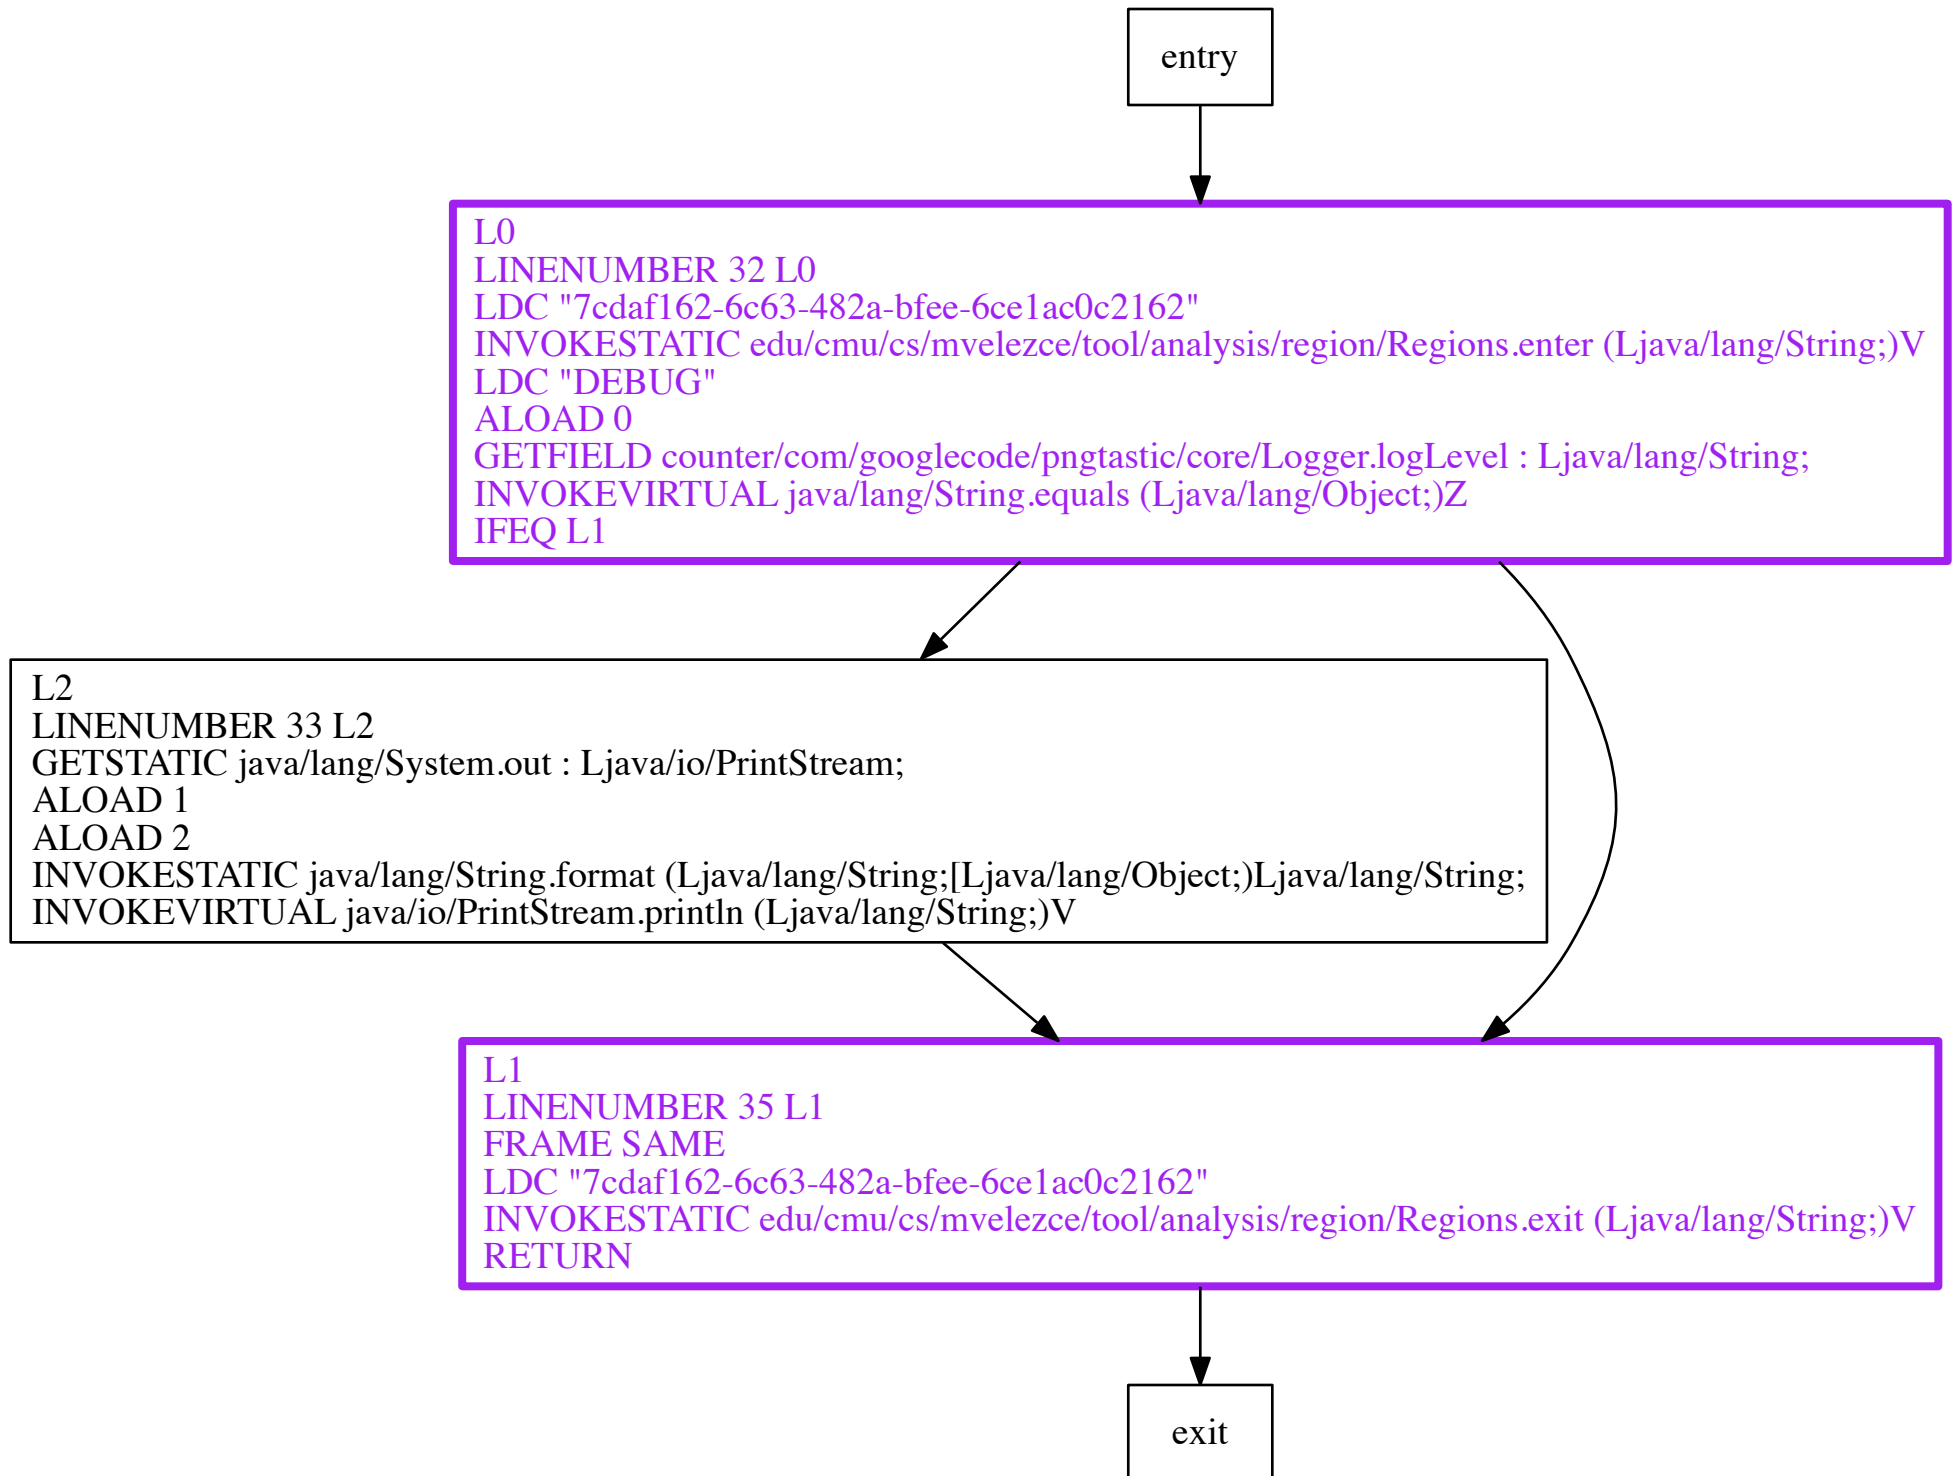 entry
L0
LINENUMBER 32 L0
LDC "7cdaf162-6c63-482a-bfee-6ce1ac0c2162"
INVOKESTATIC edu/cmu/cs/mvelezce/tool/analysis/region/Regions.enter (Ljava/lang/String;)V
LDC "DEBUG"
ALOAD 0
GETFIELD counter/com/googlecode/pngtastic/core/Logger.logLevel : Ljava/lang/String;
INVOKEVIRTUAL java/lang/String.equals (Ljava/lang/Object;)Z
IFEQ L1
L2
LINENUMBER 33 L2
GETSTATIC java/lang/System.out : Ljava/io/PrintStream;
ALOAD 1
ALOAD 2
INVOKESTATIC java/lang/String.format (Ljava/lang/String;[Ljava/lang/Object;)Ljava/lang/String;
INVOKEVIRTUAL java/io/PrintStream.println (Ljava/lang/String;)V
L1
LINENUMBER 35 L1
FRAME SAME
LDC "7cdaf162-6c63-482a-bfee-6ce1ac0c2162"
INVOKESTATIC edu/cmu/cs/mvelezce/tool/analysis/region/Regions.exit (Ljava/lang/String;)V
RETURN
exit